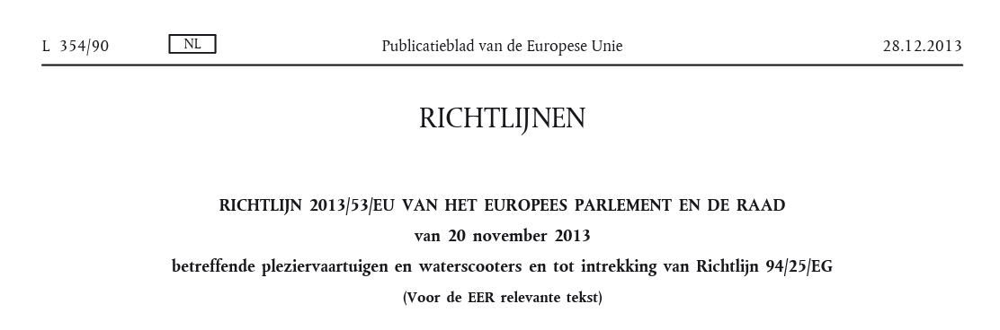 L 354/90 NL Publicatieblad van de Europese Unie 28.12.2013
RICHTLIJNEN
RICHTLIJN 2013/53/EU VAN HET EUROPEES PARLEMENT EN DE RAAD
van 20 november 2013
betreffende pleziervaartuigen en waterscooters en tot intrekking van Richtlijn 94/25/EG
(Voor de EER relevante tekst)